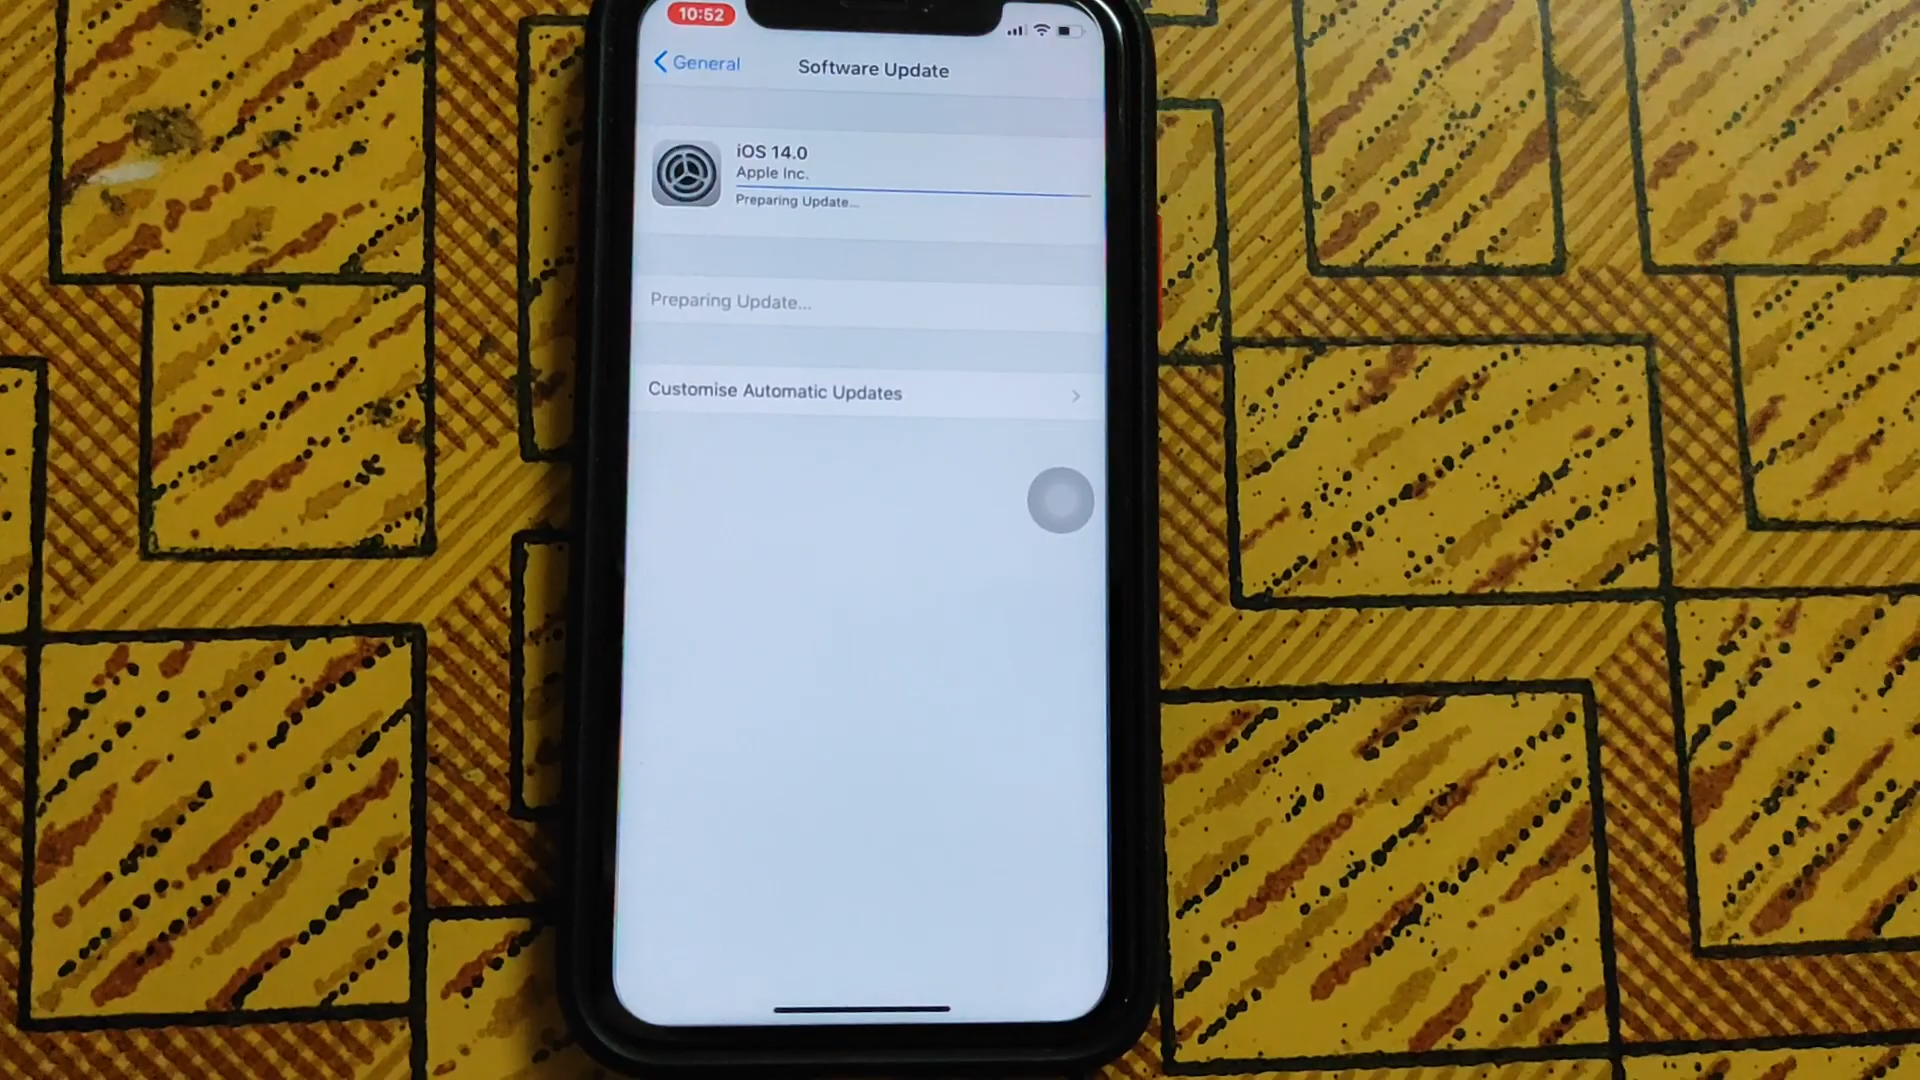 10:52
General
Software Update
iOS 14.0
Apple Inc.
Preparing Update...
Preparing Update...
Customise Automatic Updates